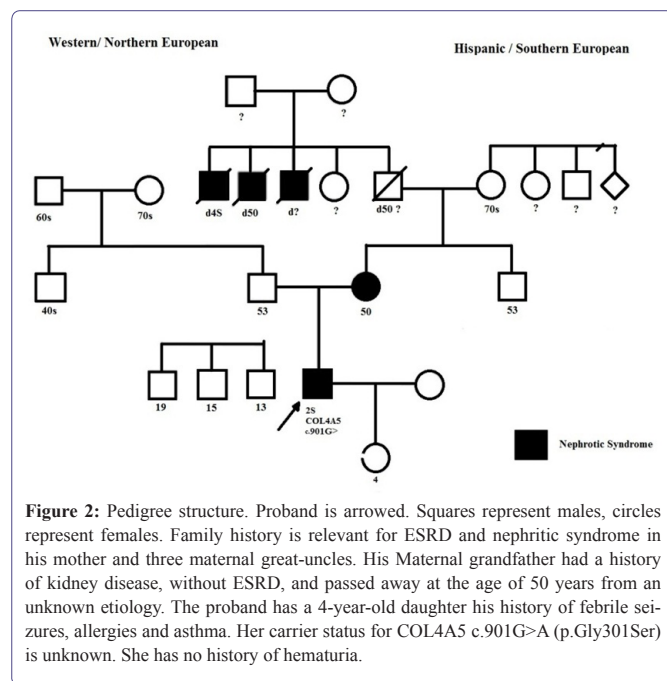 Western/ Northern European
Hispanic / Southern European
? ?
d4S d50 d? ? d50 ? 70s ? ? ?
60s 70s
40s 53 50 53
19 15 13
2S
COL4A5
c.901G>
4
Nephrotic Syndrome
Figure 2: Pedigree structure. Proband is arrowed. Squares represent males, circles
represent females. Family history is relevant for ESRD and nephritic syndrome in
his mother and three maternal great-uncles. His Maternal grandfather had a history
of kidney disease, without ESRD, and passed away at the age of 50 years from an
unknown etiology. The proband has a 4-year-old daughter his history of febrile sei-
zures, allergies and asthma. Her carrier status for COL4A5 c.901G>A (p.Gly301Ser)
is unknown. She has no history of hematuria.